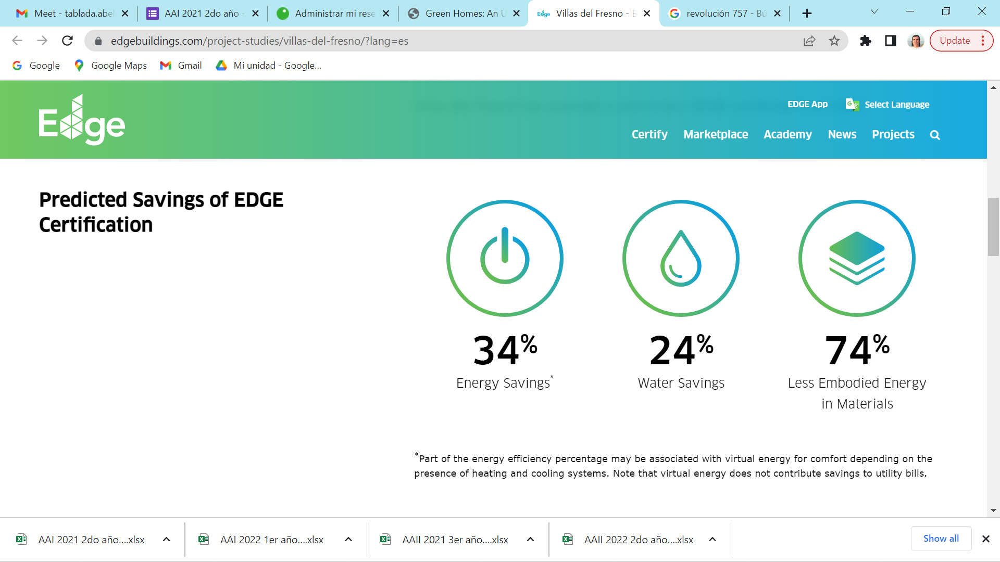 Meet - tablada.abel
AAI 2021 2do año -
Administrar mi rese
Green Homes: An U
Edge
Villas del Fresno - E
revolución 757 - Bú
edgebuildings.com/project-studies/villas-del-fresno/?lang=es
Update
Google
Google Maps
Gmail
Mi unidad - Google...
Edge
EDGE App
Select Language
Certify
Marketplace
Academy
News
Projects
Predicted Savings of EDGE
Certification
34%
Energy Savings*
24%
Water Savings
74%
Less Embodied Energy
in Materials
*Part of the energy efficiency percentage may be associated with virtual energy for comfort depending on the
presence of heating and cooling systems. Note that virtual energy does not contribute savings to utility bills.
AAI 2021 2do año....xlsx
AAI 2022 1er año....xlsx
AAII 2021 3er año....xlsx
AAII 2022 2do año....xlsx
Show all